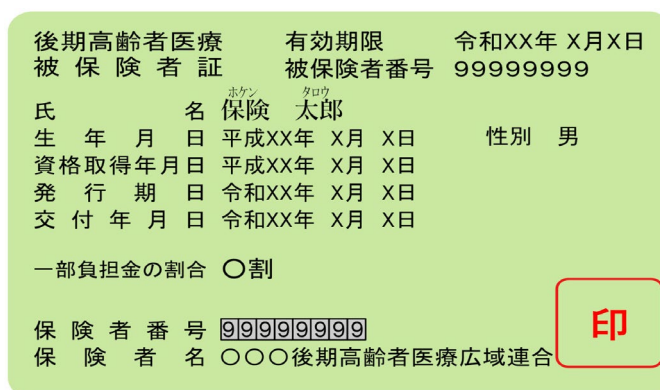 後期高齢者医療 有効期限 令和XX年 X月X日
被保険者証 被保険者番号 99999999
ホケン タロウ
氏名 保険 太郎
生年月日 平成XX年 X月 X日 性別 男
資格取得年月日 平成XX年 X月 X日
発行期日 令和XX年 X月 X日
交付年月日 令和XX年 X月 X日
一部負担金の割合 〇割
印
保険者番号 99999999
保険者名 〇〇〇後期高齢者医療広域連合